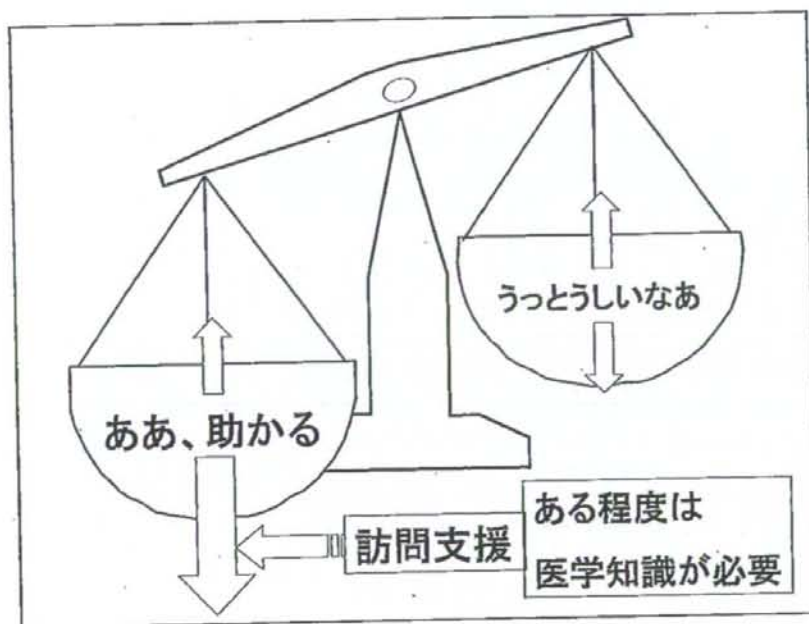 うっとうしいなあ
ああ、助かる
訪問支援
ある程度は
医学知識が必要